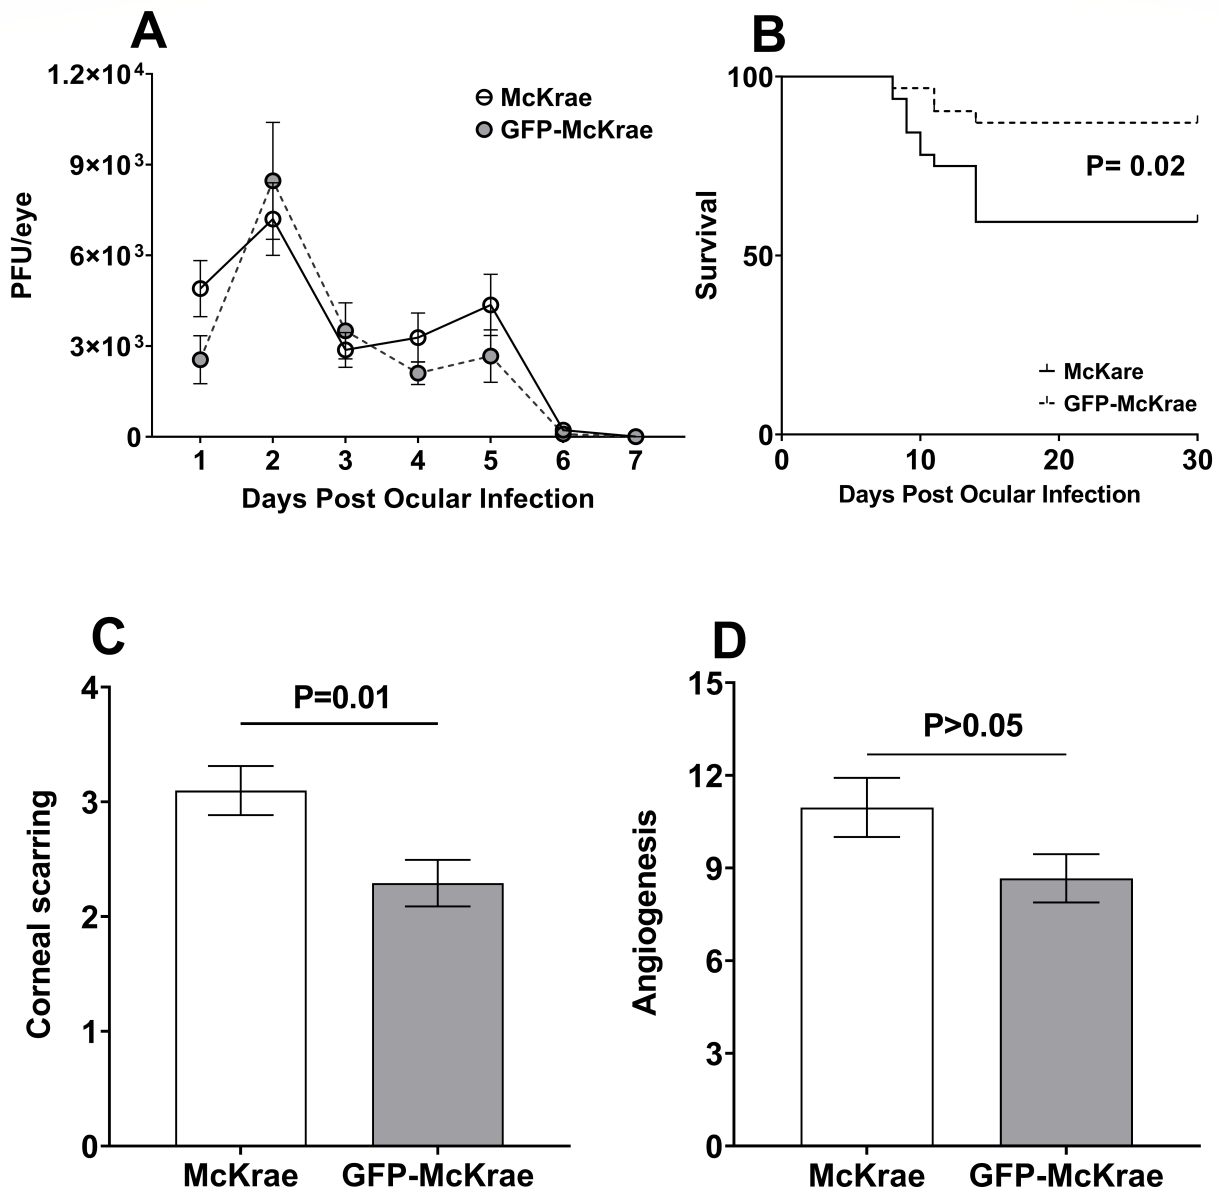 A
1.2×10⁴
9×10³
6×10³
3×10³
0
PFU/eye
McKrae
GFP-McKrae
1 2 3 4 5 6 7
Days Post Ocular Infection
B
100
50
0
Survival
P= 0.02
McKare
GFP-McKrae
0 10 20 30
Days Post Ocular Infection
C
4
3
2
1
0
Corneal scarring
P=0.01
McKrae GFP-McKrae
D
15
12
9
6
3
0
Angiogenesis
P>0.05
McKrae GFP-McKrae